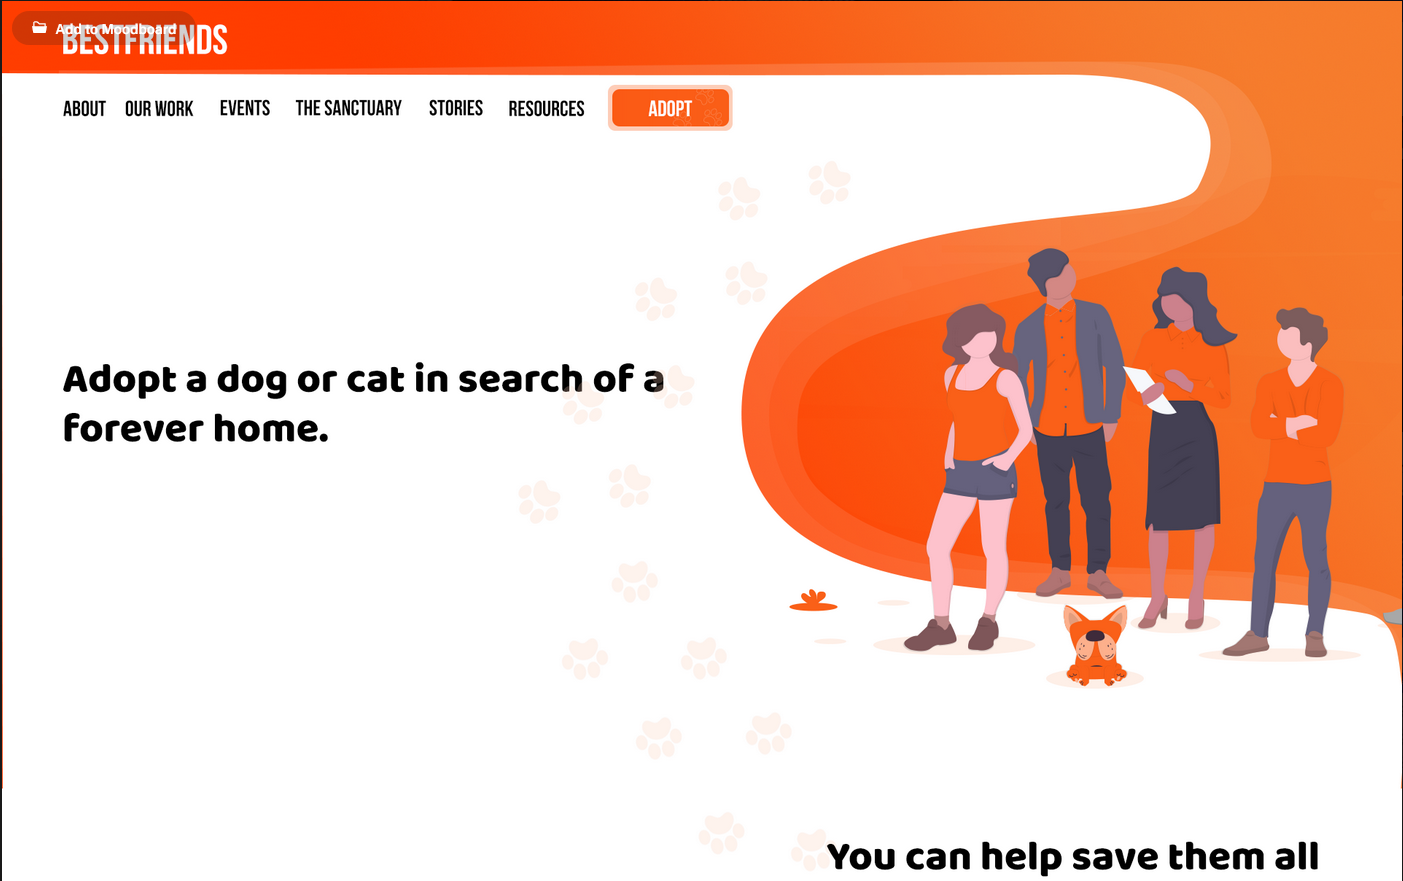 Add to Moodboard
BESTFRIENDS
ABOUT OUR WORK EVENTS THE SANCTUARY STORIES RESOURCES ADOPT
Adopt a dog or cat in search of a
forever home.
You can help save them all